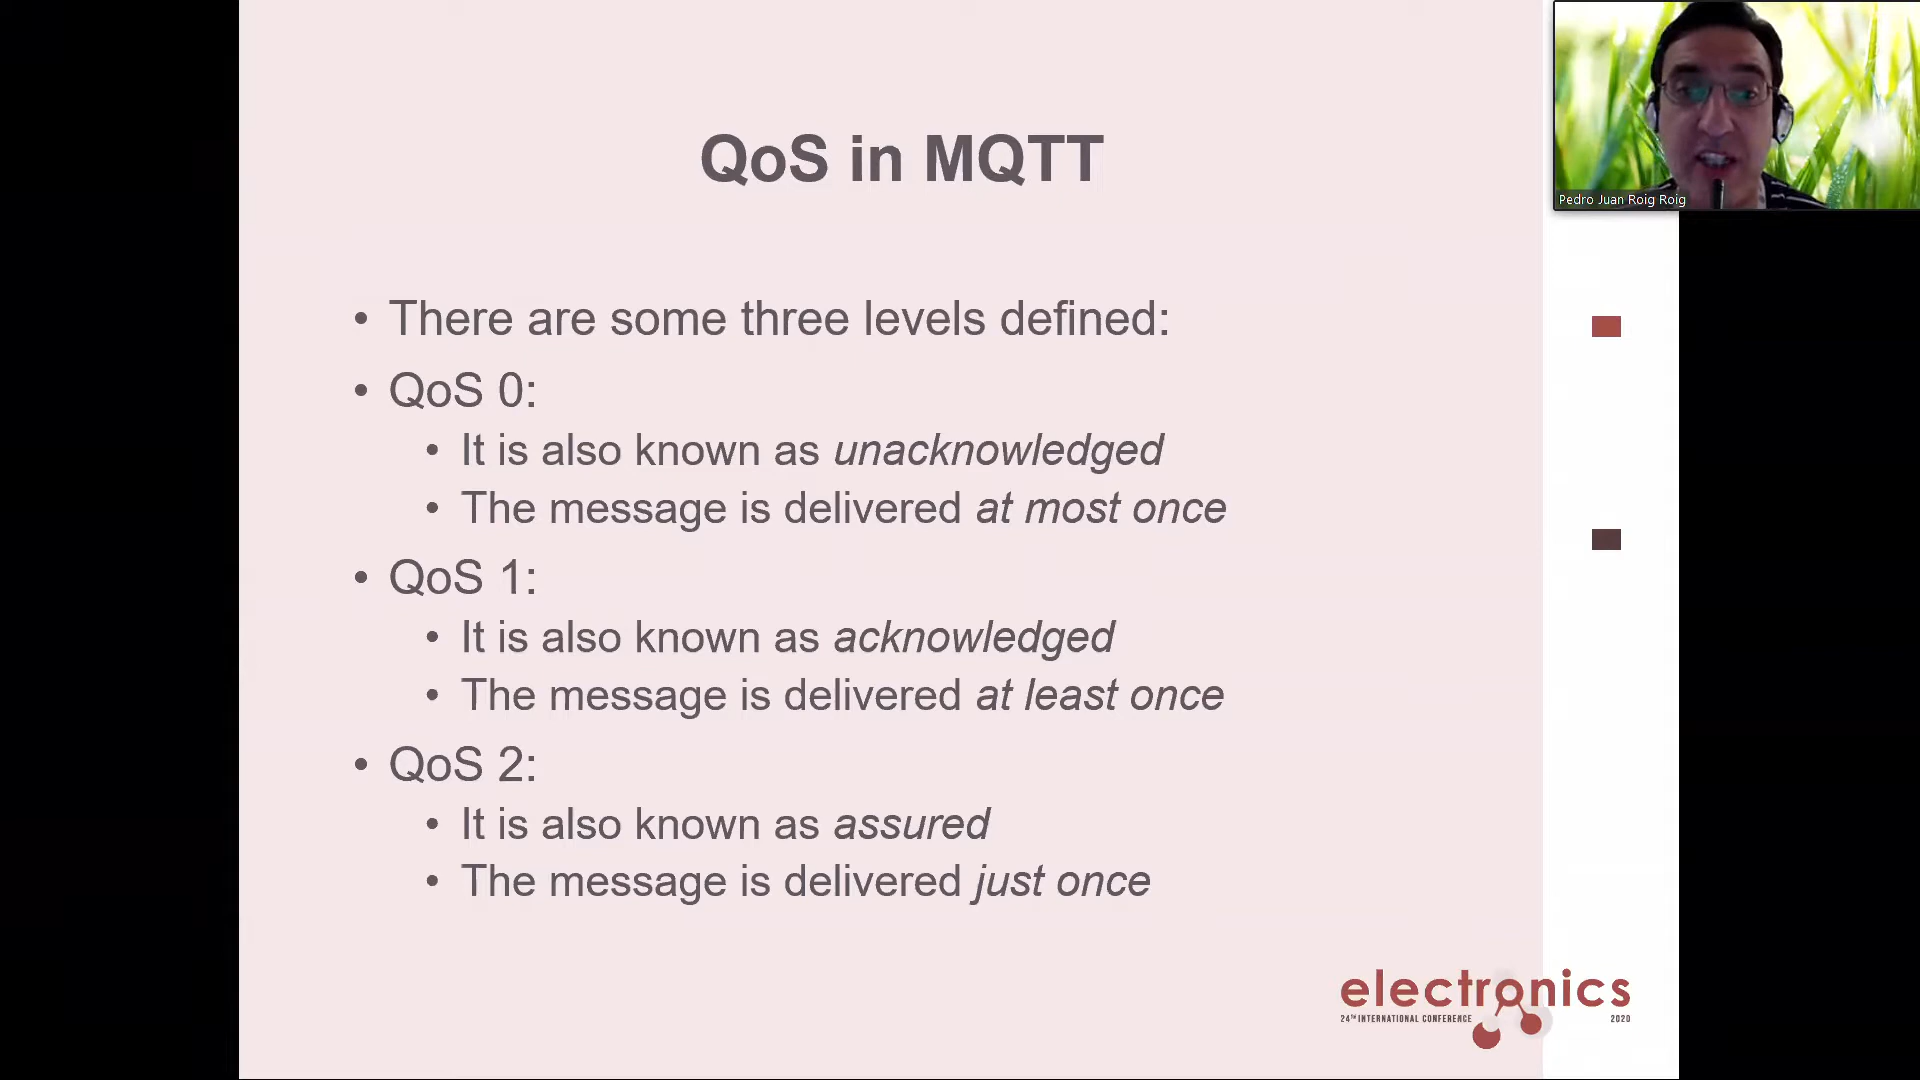 QoS in MQTT
Pedro Juan Roig Roig
• There are some three levels defined:
• QoS 0:
• It is also known as unacknowledged
• The message is delivered at most once
• QoS 1:
• It is also known as acknowledged
• The message is delivered at least once
• QoS 2:
• It is also known as assured
• The message is delivered just once
electronics
24TH INTERNATIONAL CONFERENCE 2020